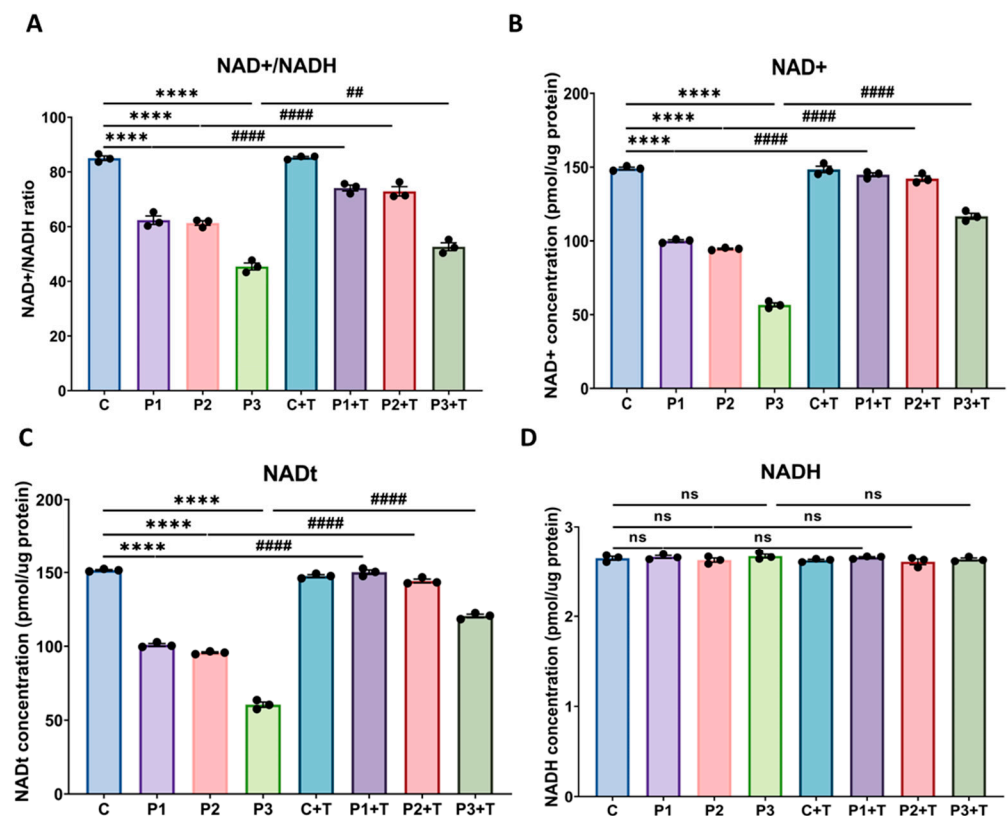 A
NAD+/NADH
**** ##
**** ####
**** ####
NAD+/NADH ratio
100
80
60
40
20
0
C P1 P2 P3 C+T P1+T P2+T P3+T
B
NAD+
**** ####
**** ####
**** ####
NAD+ concentration (pmol/ug protein)
200
150
100
50
0
C P1 P2 P3 C+T P1+T P2+T P3+T
C
NADt
**** ####
**** ####
**** ####
NADt concentration (pmol/ug protein)
200
150
100
50
0
C P1 P2 P3 C+T P1+T P2+T P3+T
D
NADH
ns ns
ns ns
ns ns
NADH concentration (pmol/ug protein)
3
2
1
0
C P1 P2 P3 C+T P1+T P2+T P3+T